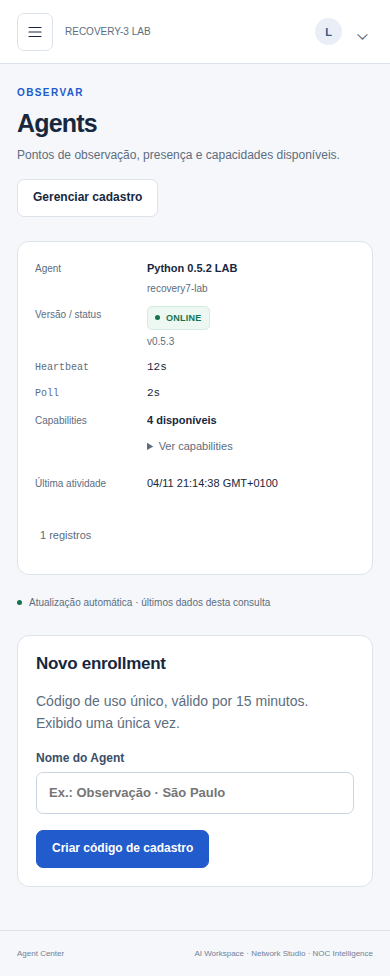 RECOVERY-3 LAB
L
OBSERVAR
Agents
Pontos de observação, presença e capacidades disponíveis.
Gerenciar cadastro
Agent
Python 0.5.2 LAB
recovery7-lab
Versão / status
ONLINE
v0.5.3
Heartbeat
12s
Poll
2s
Capabilities
4 disponíveis
Ver capabilities
Última atividade
04/11 21:14:38 GMT+0100
1 registros
Atualização automática · últimos dados desta consulta
Novo enrollment
Código de uso único, válido por 15 minutos.
Exibido uma única vez.
Nome do Agent
Ex.: Observação · São Paulo
Criar código de cadastro
Agent Center
AI Workspace · Network Studio · NOC Intelligence